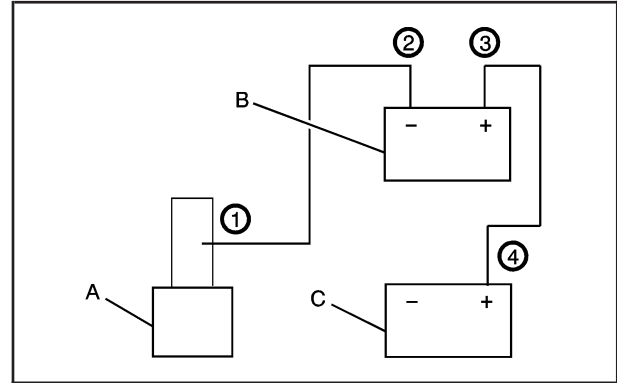 ② ③
B
− +
①
④
A
C
− +